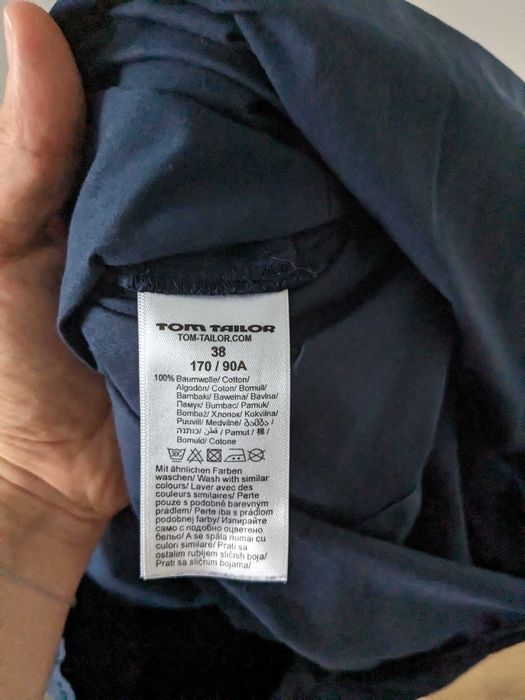 TOM TAILOR
TOM-TAILOR.COM
38
170 / 90A
100% Baumwolle/ Cotton/
Algodón/ Coton/ Bomull/
Bambaki/ Bawełna/ Bavlna/
Памук/ Bumbac/ Pamuk/
Bombaž/ Хлопок/ Kokvilna/
Puuvill/ Medvilnė/ ბამბა /
כותנה/ قطن / Pamut / 棉 /
Bomuld/ Cotone
30
Mit ähnlichen Farben
waschen/ Wash with similar
colours/ Laver avec des
couleurs similaires/ Perte
pouze s podobně barevným
prádlem/ Perte iba s prádlom
podobnej farby/ Изпирайте
само с подобно оцветено
бельо/ A se spăla numai cu
culori similare/ Prati sa
ostalim rubljem sličnih boja/
Prati sa sličnim bojama/